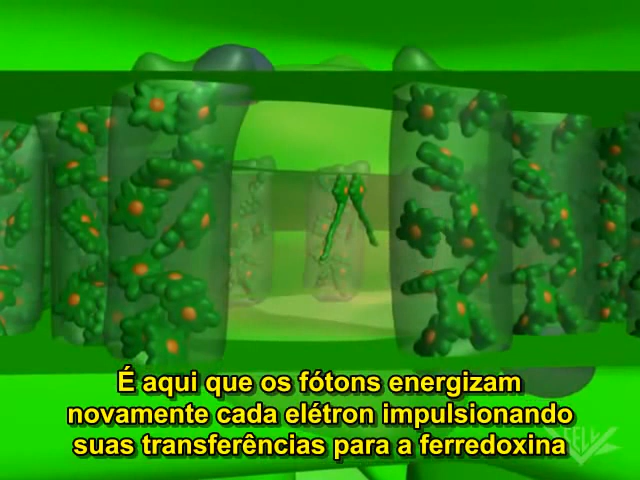 É aqui que os fótons energizam
novamente cada elétron impulsionando
suas transferências para a ferredoxina